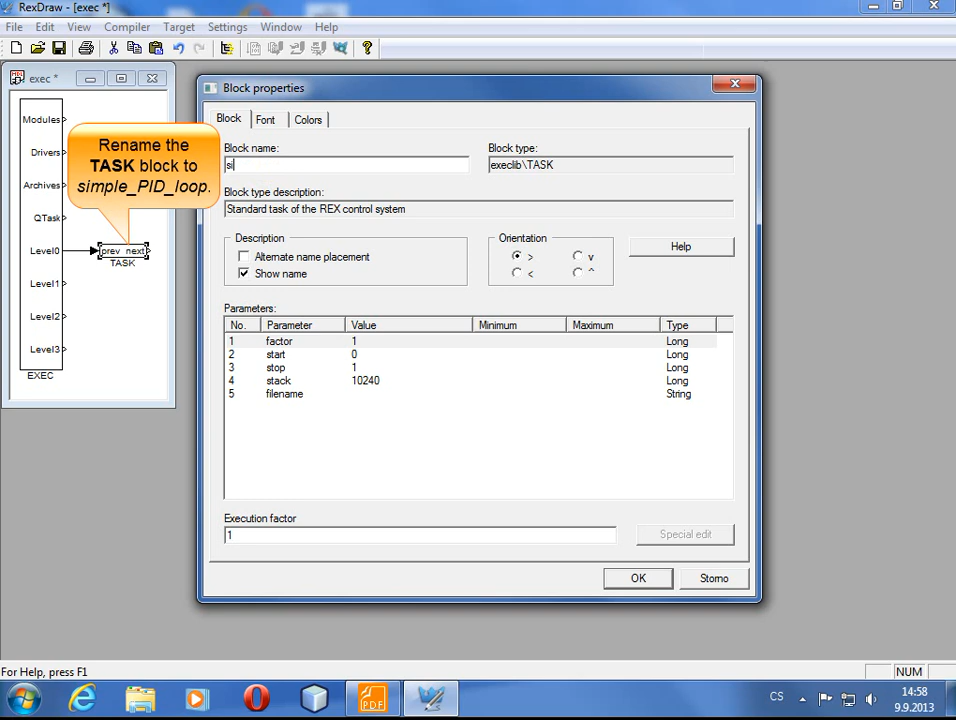 RexDraw - [exec *]
File Edit View Compiler Target Settings Window Help
exec *
Modules
Drivers
Archives
QTask
Level0
Level1
Level2
Level3
EXEC
prev next
TASK
Rename the
TASK block to
simple_PID_loop.
Block properties
Block Font Colors
Block name:
si
Block type:
execlib\TASK
Block type description:
Standard task of the REX control system
Description
Alternate name placement
Show name
Orientation
> v
< ^
Help
Parameters:
No. Parameter Value Minimum Maximum Type
1 factor 1 Long
2 start 0 Long
3 stop 1 Long
4 stack 10240 Long
5 filename String
Execution factor
1
Special edit
OK Storno
For Help, press F1
NUM
PDF
CS
14:58
9.9.2013